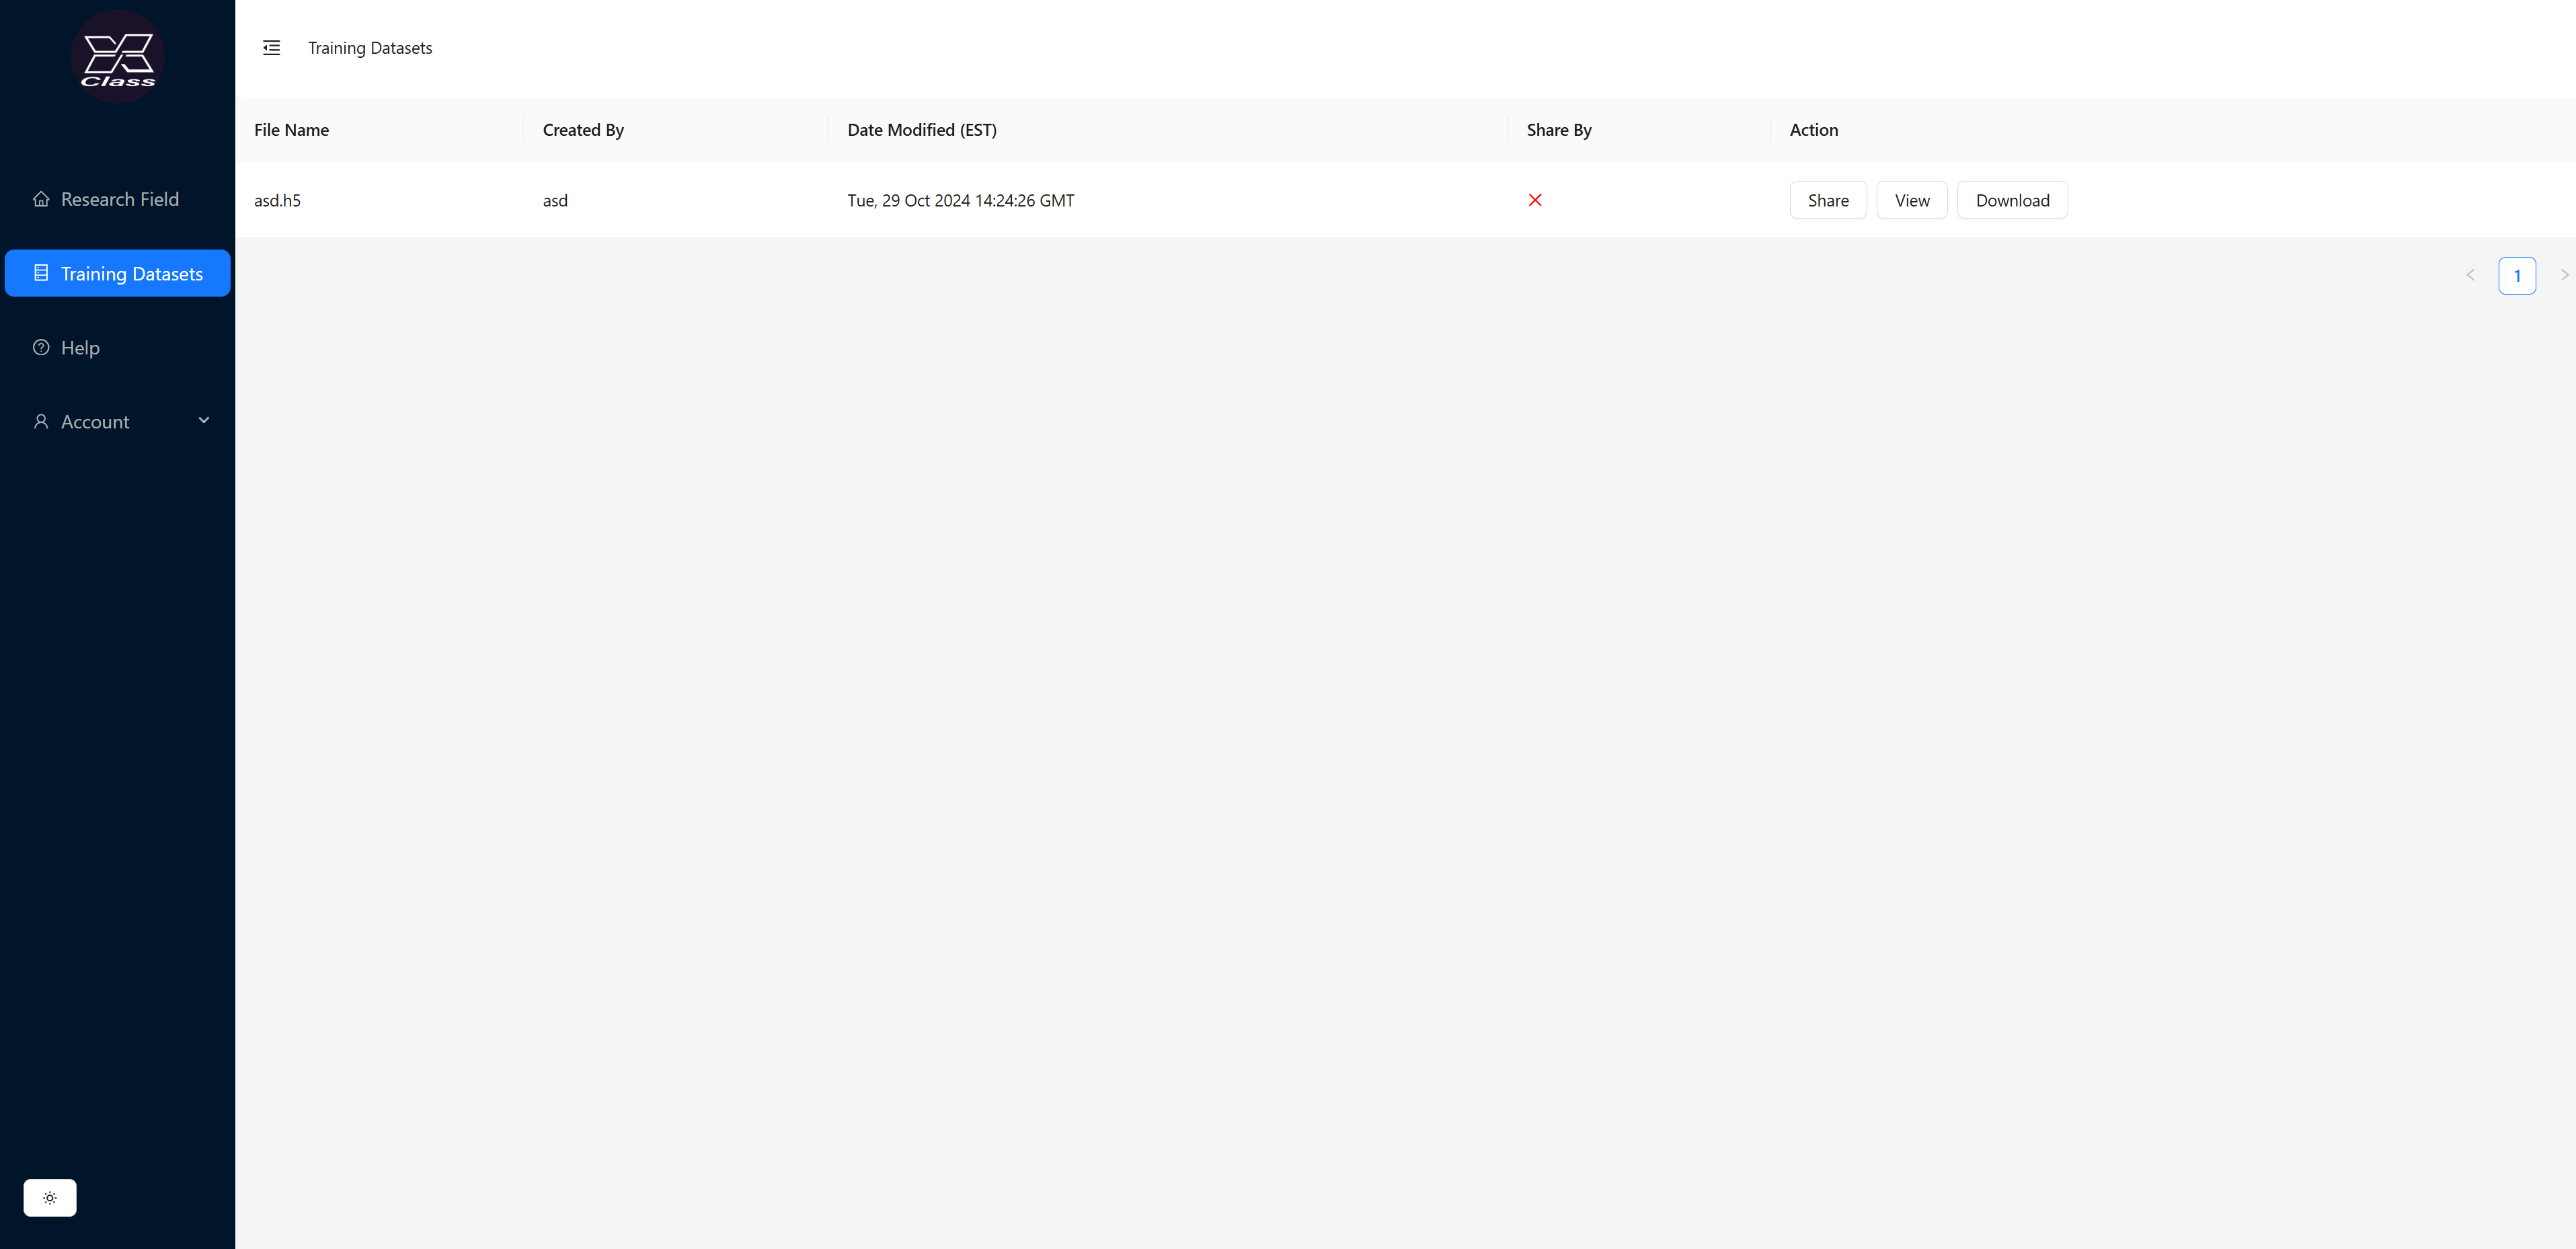 Class
Training Datasets
File Name
Created By
Date Modified (EST)
Share By
Action
Research Field
asd.h5
asd
Tue, 29 Oct 2024 14:24:26 GMT
Share
View
Download
Training Datasets
1
Help
Account